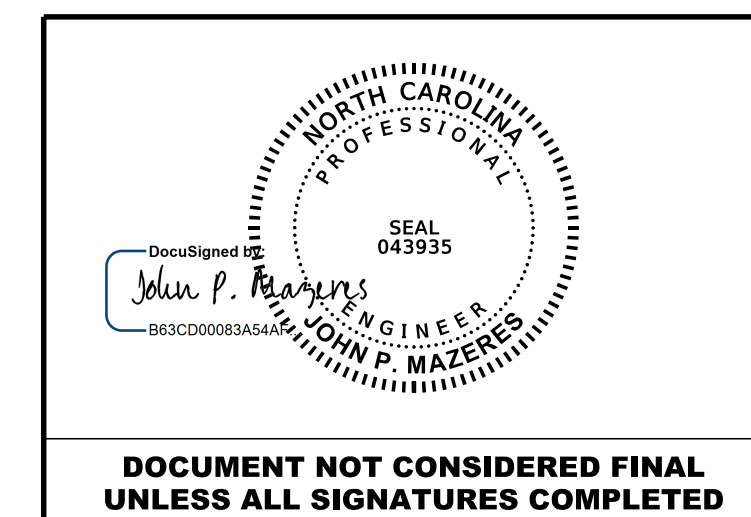 NORTH CAROLINA
PROFESSIONAL
SEAL
043935
DocuSigned by:
John P. Mazeres
B63CD00083A54AF...
ENGINEER
JOHN P. MAZERES
DOCUMENT NOT CONSIDERED FINAL
UNLESS ALL SIGNATURES COMPLETED